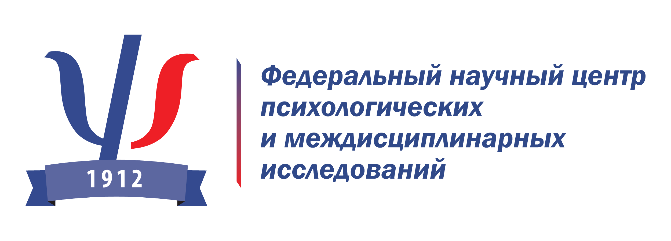 1912
Федеральный научный центр
психологических
и междисциплинарных
исследований